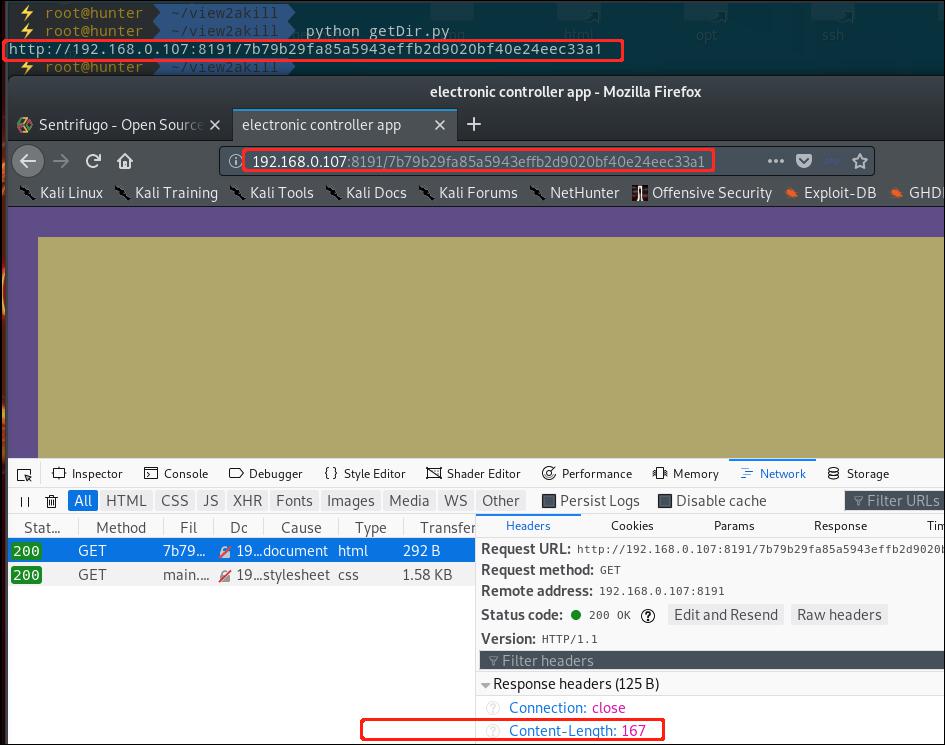 root@hunter ~/view2akill
root@hunter ~/view2akill python getDir.py
http://192.168.0.107:8191/7b79b29fa85a5943effb2d9020bf40e24eec33a1
root@hunter ~/view2akill
html opt ssh
electronic controller app - Mozilla Firefox
Sentrifugo - Open Source
electronic controller app
192.168.0.107:8191/7b79b29fa85a5943effb2d9020bf40e24eec33a1
Kali Linux Kali Training Kali Tools Kali Docs Kali Forums NetHunter Offensive Security Exploit-DB GHD
Inspector Console Debugger {} Style Editor Shader Editor Performance Memory Network Storage
All HTML CSS JS XHR Fonts Images Media WS Other Persist Logs Disable cache Filter URLs
Stat... Method Fil Dc Cause Type Transfer
200 GET 7b79... 19... document html 292 B
200 GET main.... 19... stylesheet css 1.58 KB
Headers Cookies Params Response Tim
Request URL: http://192.168.0.107:8191/7b79b29fa85a5943effb2d9020b
Request method: GET
Remote address: 192.168.0.107:8191
Status code: 200 OK ? Edit and Resend Raw headers
Version: HTTP/1.1
Filter headers
Response headers (125 B)
? Connection: close
? Content-Length: 167